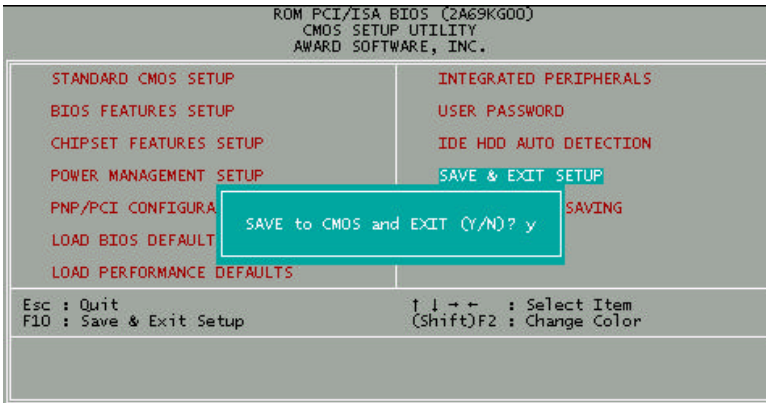 ROM PCI/ISA BIOS (2A69KG00)
CMOS SETUP UTILITY
AWARD SOFTWARE, INC.
STANDARD CMOS SETUP
BIOS FEATURES SETUP
CHIPSET FEATURES SETUP
POWER MANAGEMENT SETUP
PNP/PCI CONFIGURA
LOAD BIOS DEFAULT
LOAD PERFORMANCE DEFAULTS
INTEGRATED PERIPHERALS
USER PASSWORD
IDE HDD AUTO DETECTION
SAVE & EXIT SETUP
SAVING
SAVE to CMOS and EXIT (Y/N)? y
Esc : Quit
F10 : Save & Exit Setup
↑ ↓ → ← : Select Item
(Shift)F2 : Change Color